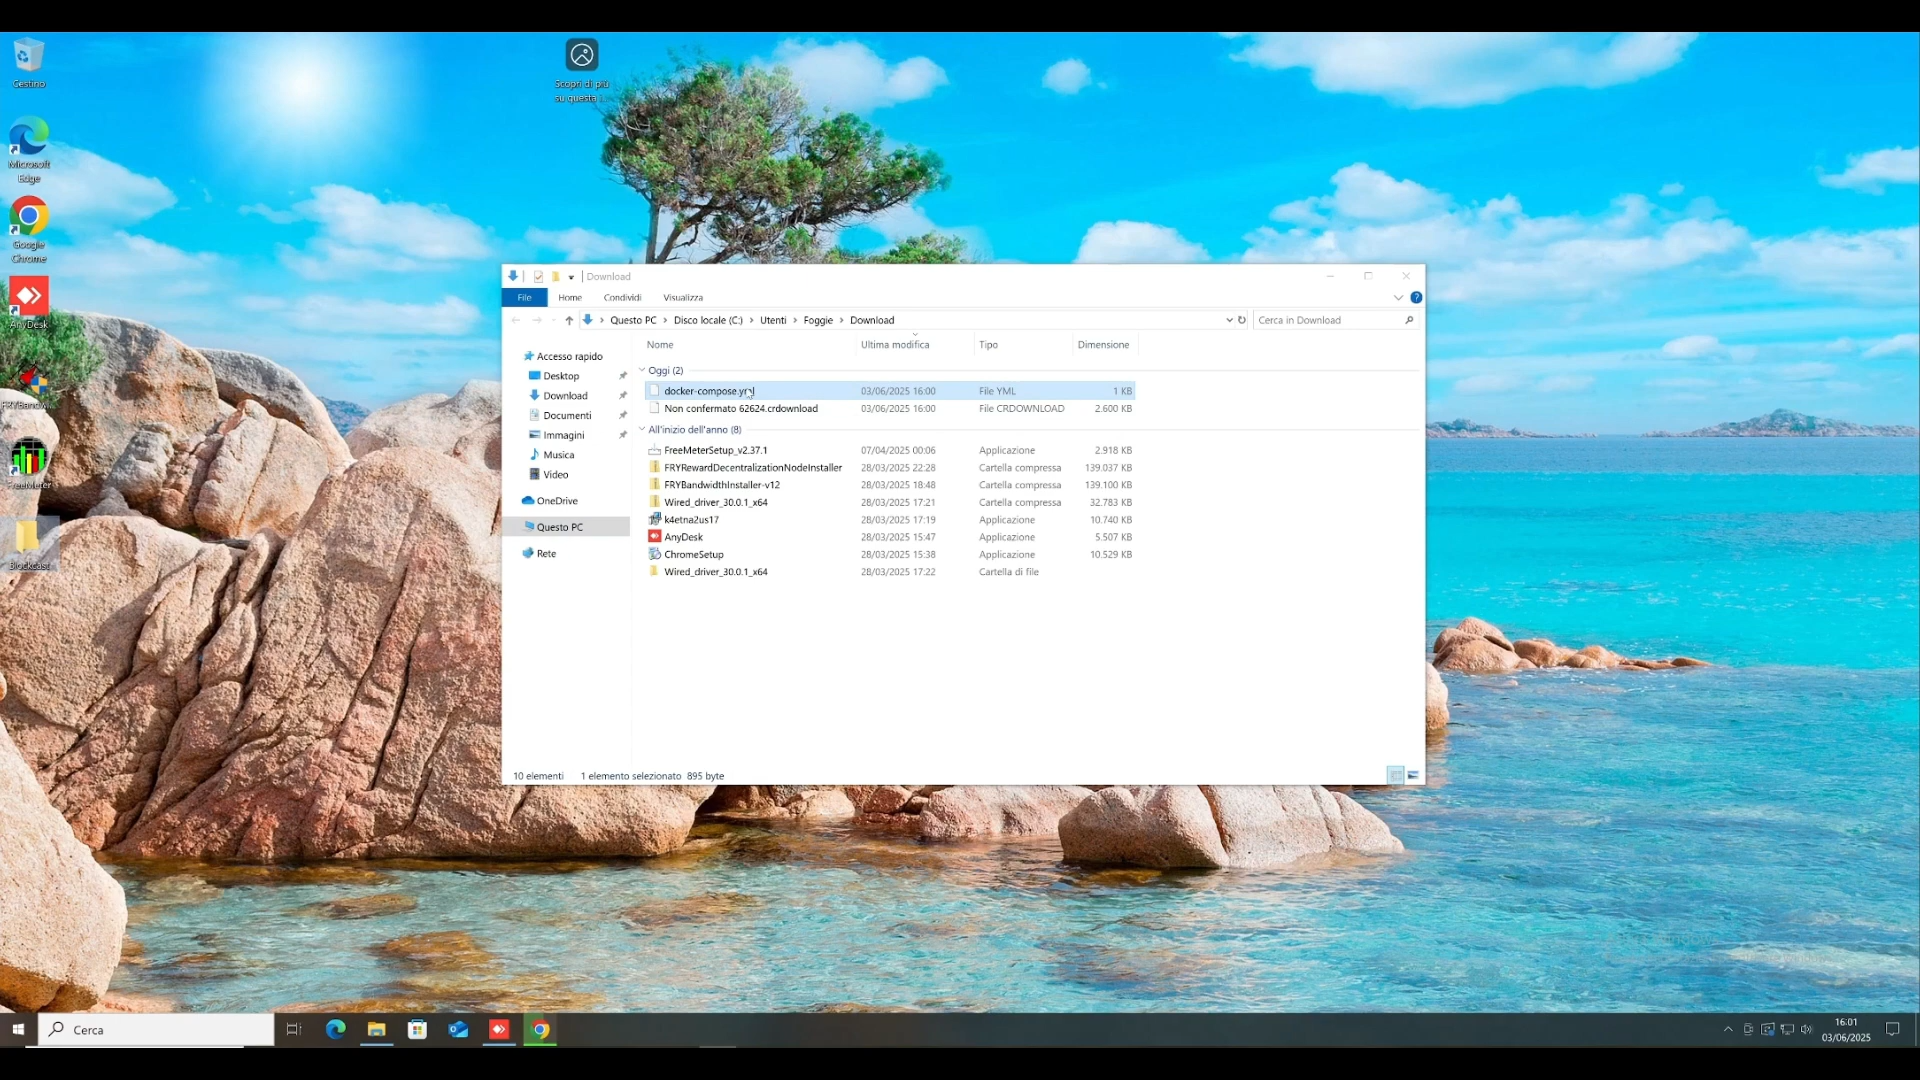 Cestino
Scopri di più
su questa
Microsoft
Edge
Google
Chrome
AnyDesk
FreeMeter
Blockcast
Download
File Home Condividi Visualizza
Questo PC > Disco locale (C:) > Utenti > Foggie > Download
Cerca in Download
Accesso rapido
Desktop
Download
Documenti
Immagini
Musica
Video
OneDrive
Questo PC
Rete
Nome Ultima modifica Tipo Dimensione
Oggi (2)
docker-compose.yml 03/06/2025 16:00 File YML 1 KB
Non confermato 62624.crdownload 03/06/2025 16:00 File CRDOWNLOAD 2.600 KB
All'inizio dell'anno (8)
FreeMeterSetup_v2.37.1 07/04/2025 00:06 Applicazione 2.918 KB
FRYRewardDecentralizationNodeInstaller 28/03/2025 22:28 Cartella compressa 139.037 KB
FRYBandwidthInstaller-v12 28/03/2025 18:48 Cartella compressa 139.100 KB
Wired_driver_30.0.1_x64 28/03/2025 17:21 Cartella compressa 32.783 KB
k4etna2us17 28/03/2025 17:19 Applicazione 10.740 KB
AnyDesk 28/03/2025 15:47 Applicazione 5.507 KB
ChromeSetup 28/03/2025 15:38 Applicazione 10.529 KB
Wired_driver_30.0.1_x64 28/03/2025 17:22 Cartella di file
10 elementi 1 elemento selezionato 895 byte
Cerca
16:01
03/06/2025